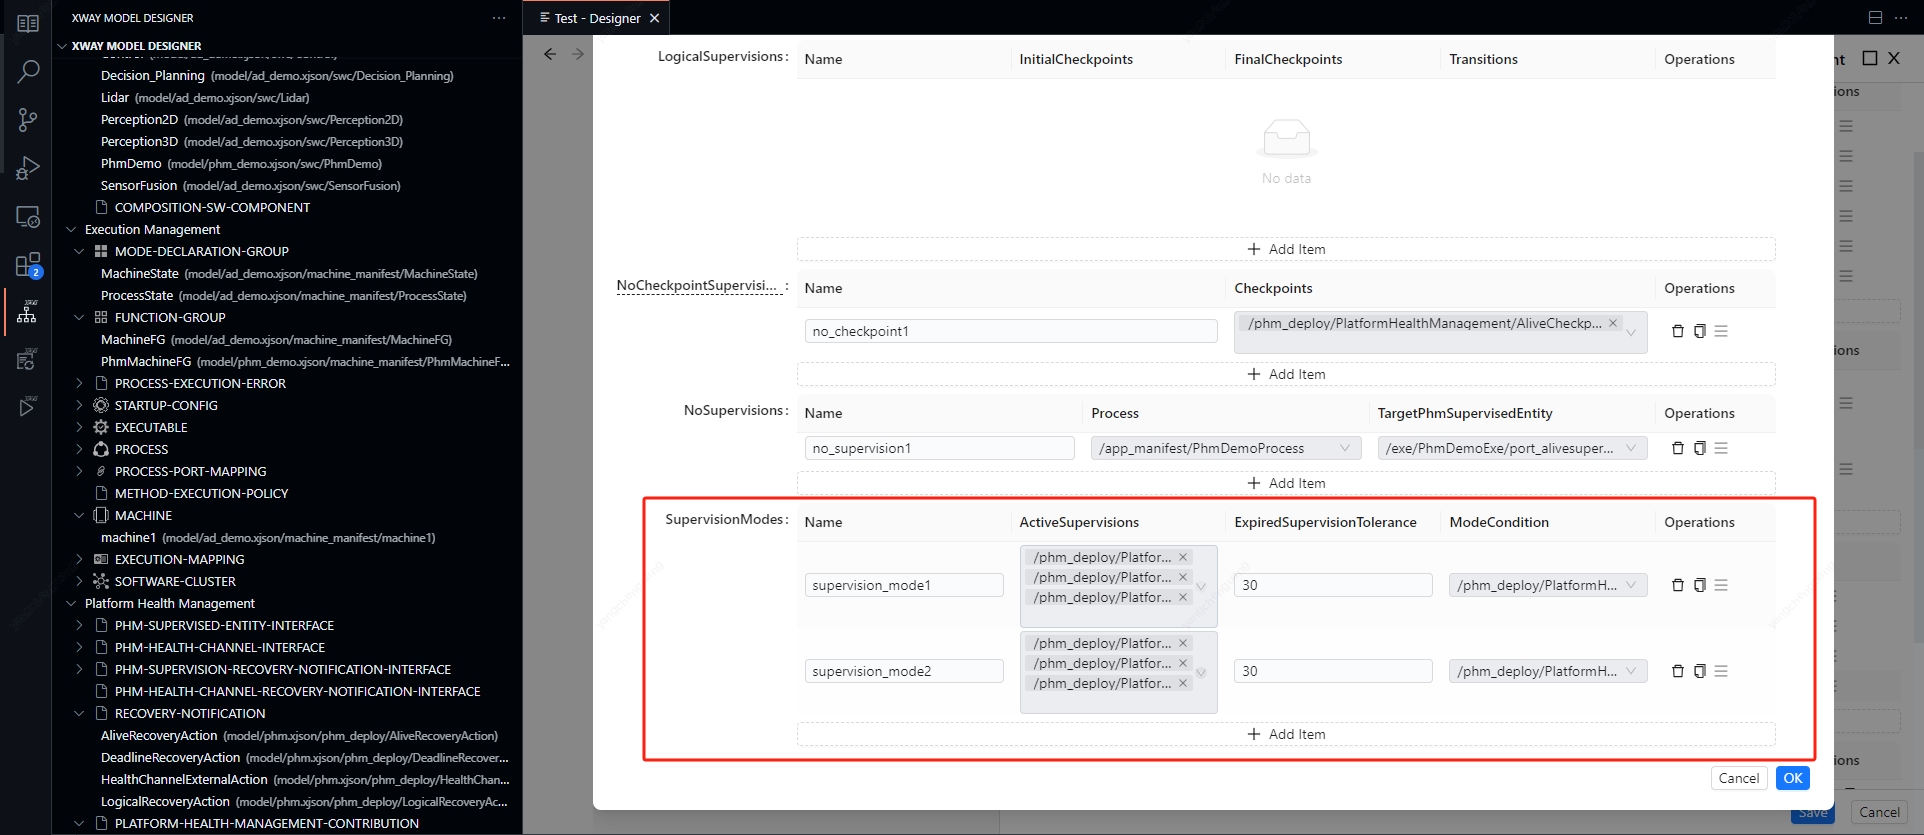 XWAY MODEL DESIGNER
Test - Designer
XWAY MODEL DESIGNER
Decision_Planning (model/ad_demo.xjson/swc/Decision_Planning)
Lidar (model/ad_demo.xjson/swc/Lidar)
Perception2D (model/ad_demo.xjson/swc/Perception2D)
Perception3D (model/ad_demo.xjson/swc/Perception3D)
PhmDemo (model/phm_demo.xjson/swc/PhmDemo)
SensorFusion (model/ad_demo.xjson/swc/SensorFusion)
COMPOSITION-SW-COMPONENT
Execution Management
MODE-DECLARATION-GROUP
MachineState (model/ad_demo.xjson/machine_manifest/MachineState)
ProcessState (model/ad_demo.xjson/machine_manifest/ProcessState)
FUNCTION-GROUP
MachineFG (model/ad_demo.xjson/machine_manifest/MachineFG)
PhmMachineFG (model/phm_demo.xjson/machine_manifest/PhmMachineF...
PROCESS-EXECUTION-ERROR
STARTUP-CONFIG
EXECUTABLE
PROCESS
PROCESS-PORT-MAPPING
METHOD-EXECUTION-POLICY
MACHINE
machine1 (model/ad_demo.xjson/machine_manifest/machine1)
EXECUTION-MAPPING
SOFTWARE-CLUSTER
Platform Health Management
PHM-SUPERVISED-ENTITY-INTERFACE
PHM-HEALTH-CHANNEL-INTERFACE
PHM-SUPERVISION-RECOVERY-NOTIFICATION-INTERFACE
PHM-HEALTH-CHANNEL-RECOVERY-NOTIFICATION-INTERFACE
RECOVERY-NOTIFICATION
AliveRecoveryAction (model/phm.xjson/phm_deploy/AliveRecoveryAction)
DeadlineRecoveryAction (model/phm.xjson/phm_deploy/DeadlineRecover...
HealthChannelExternalAction (model/phm.xjson/phm_deploy/HealthChan...
LogicalRecoveryAction (model/phm.xjson/phm_deploy/LogicalRecoveryAc...
PLATFORM-HEALTH-MANAGEMENT-CONTRIBUTION
2
LogicalSupervisions: Name InitialCheckpoints FinalCheckpoints Transitions Operations
No data
+ Add Item
NoCheckpointSupervisi... : Name Checkpoints Operations
no_checkpoint1 /phm_deploy/PlatformHealthManagement/AliveCheckp...
+ Add Item
NoSupervisions: Name Process TargetPhmSupervisedEntity Operations
no_supervision1 /app_manifest/PhmDemoProcess /exe/PhmDemoExe/port_alivesuper...
+ Add Item
SupervisionModes: Name ActiveSupervisions ExpiredSupervisionTolerance ModeCondition Operations
/phm_deploy/Platfor...
supervision_mode1 /phm_deploy/Platfor... 30 /phm_deploy/PlatformH...
/phm_deploy/Platfor...
/phm_deploy/Platfor...
supervision_mode2 /phm_deploy/Platfor... 30 /phm_deploy/PlatformH...
/phm_deploy/Platfor...
+ Add Item
Cancel OK
nt
ions
ions
ions
Save Cancel